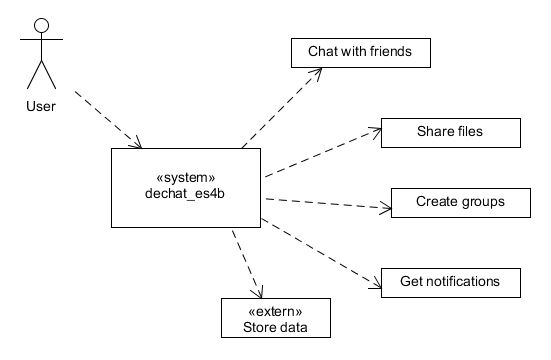 User
Chat with friends
Share files
«system»
dechat_es4b
Create groups
Get notifications
«extern»
Store data